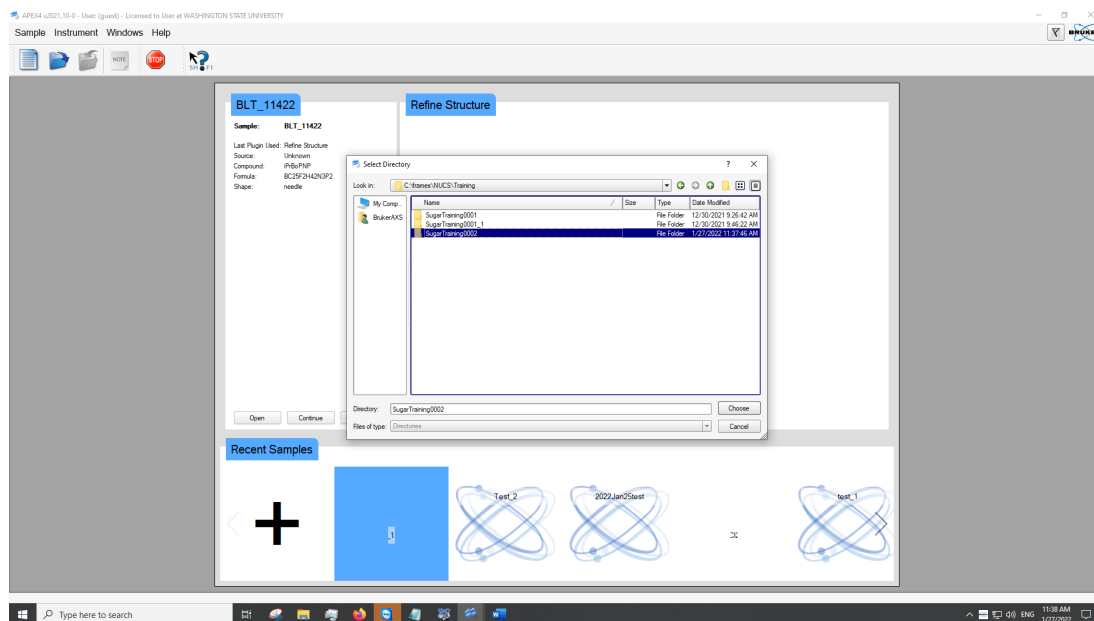 APEX4 v2021.10-0 - User: (guest) - Licensed to User at WASHINGTON STATE UNIVERSITY
Sample Instrument Windows Help
BRUKE
NOTE
STOP
SH F1
BLT_11422
Refine Structure
Sample: BLT_11422
Last Plugin Used: Refine Structure
Source: Unknown
Compound: iPrBoPNP
Formula: BC25F2H42N3P2
Shape: needle
Select Directory
? X
Look in: C:\frames\NUCS\Training
My Comp...
BrukerAXS
Name / Size Type Date Modified
SugarTraining0001 File Folder 12/30/2021 9:26:42 AM
SugarTraining0001_1 File Folder 12/30/2021 9:46:22 AM
SugarTraining0002 File Folder 1/27/2022 11:37:46 AM
Directory: SugarTraining0002 Choose
Files of type: Directories Cancel
Open Continue
Recent Samples
_1
Test_2
2022Jan25test
test_1
Type here to search
ENG
11:38 AM
1/27/2022